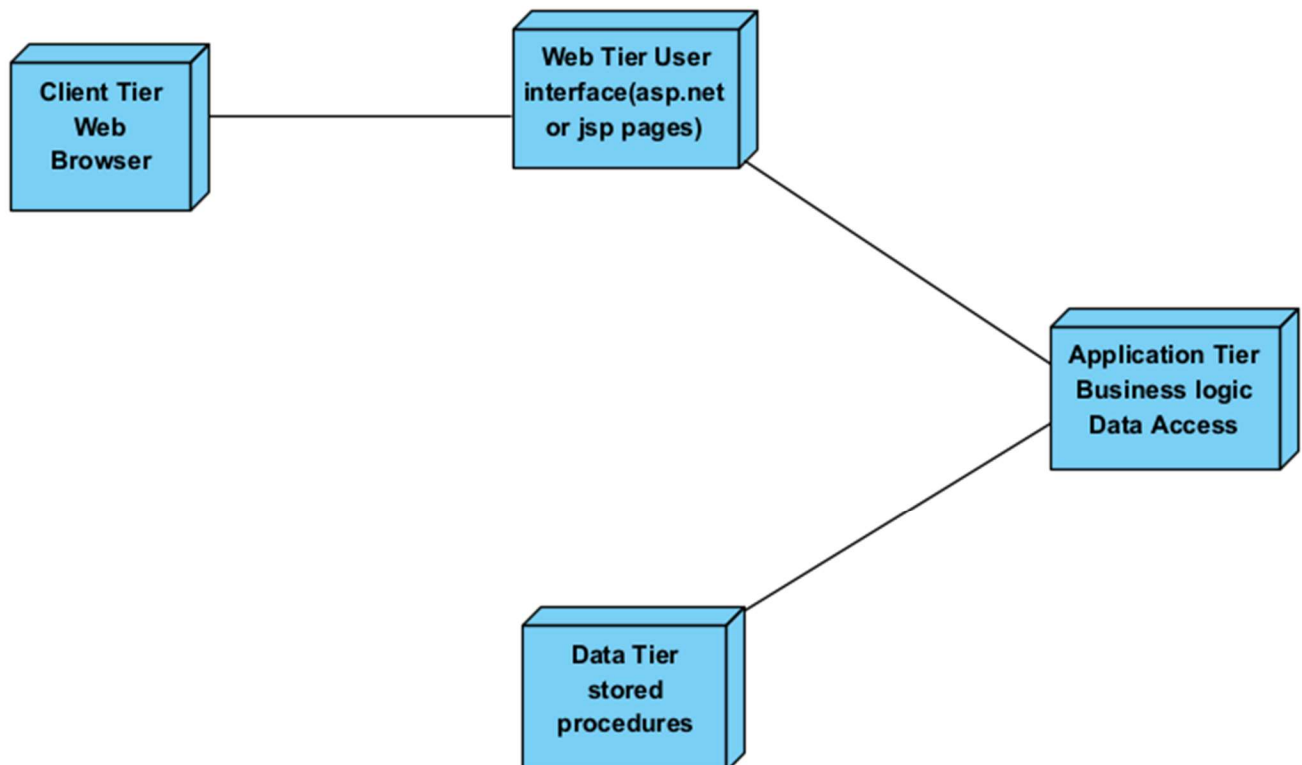 Client Tier
Web
Browser
Web Tier User
interface(asp.net
or jsp pages)
Application Tier
Business logic
Data Access
Data Tier
stored
procedures